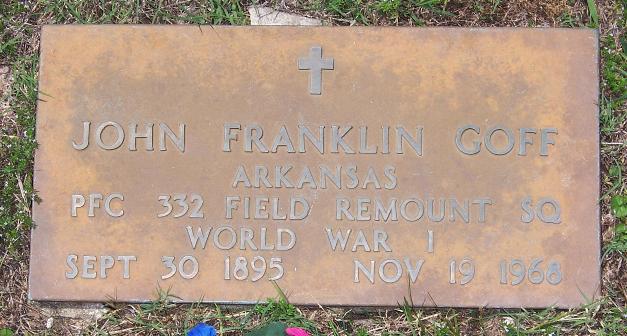 JOHN FRANKLIN GOFF
ARKANSAS
PFC 332 FIELD REMOUNT SQ
WORLD WAR I
SEPT 30 1895 NOV 19 1968